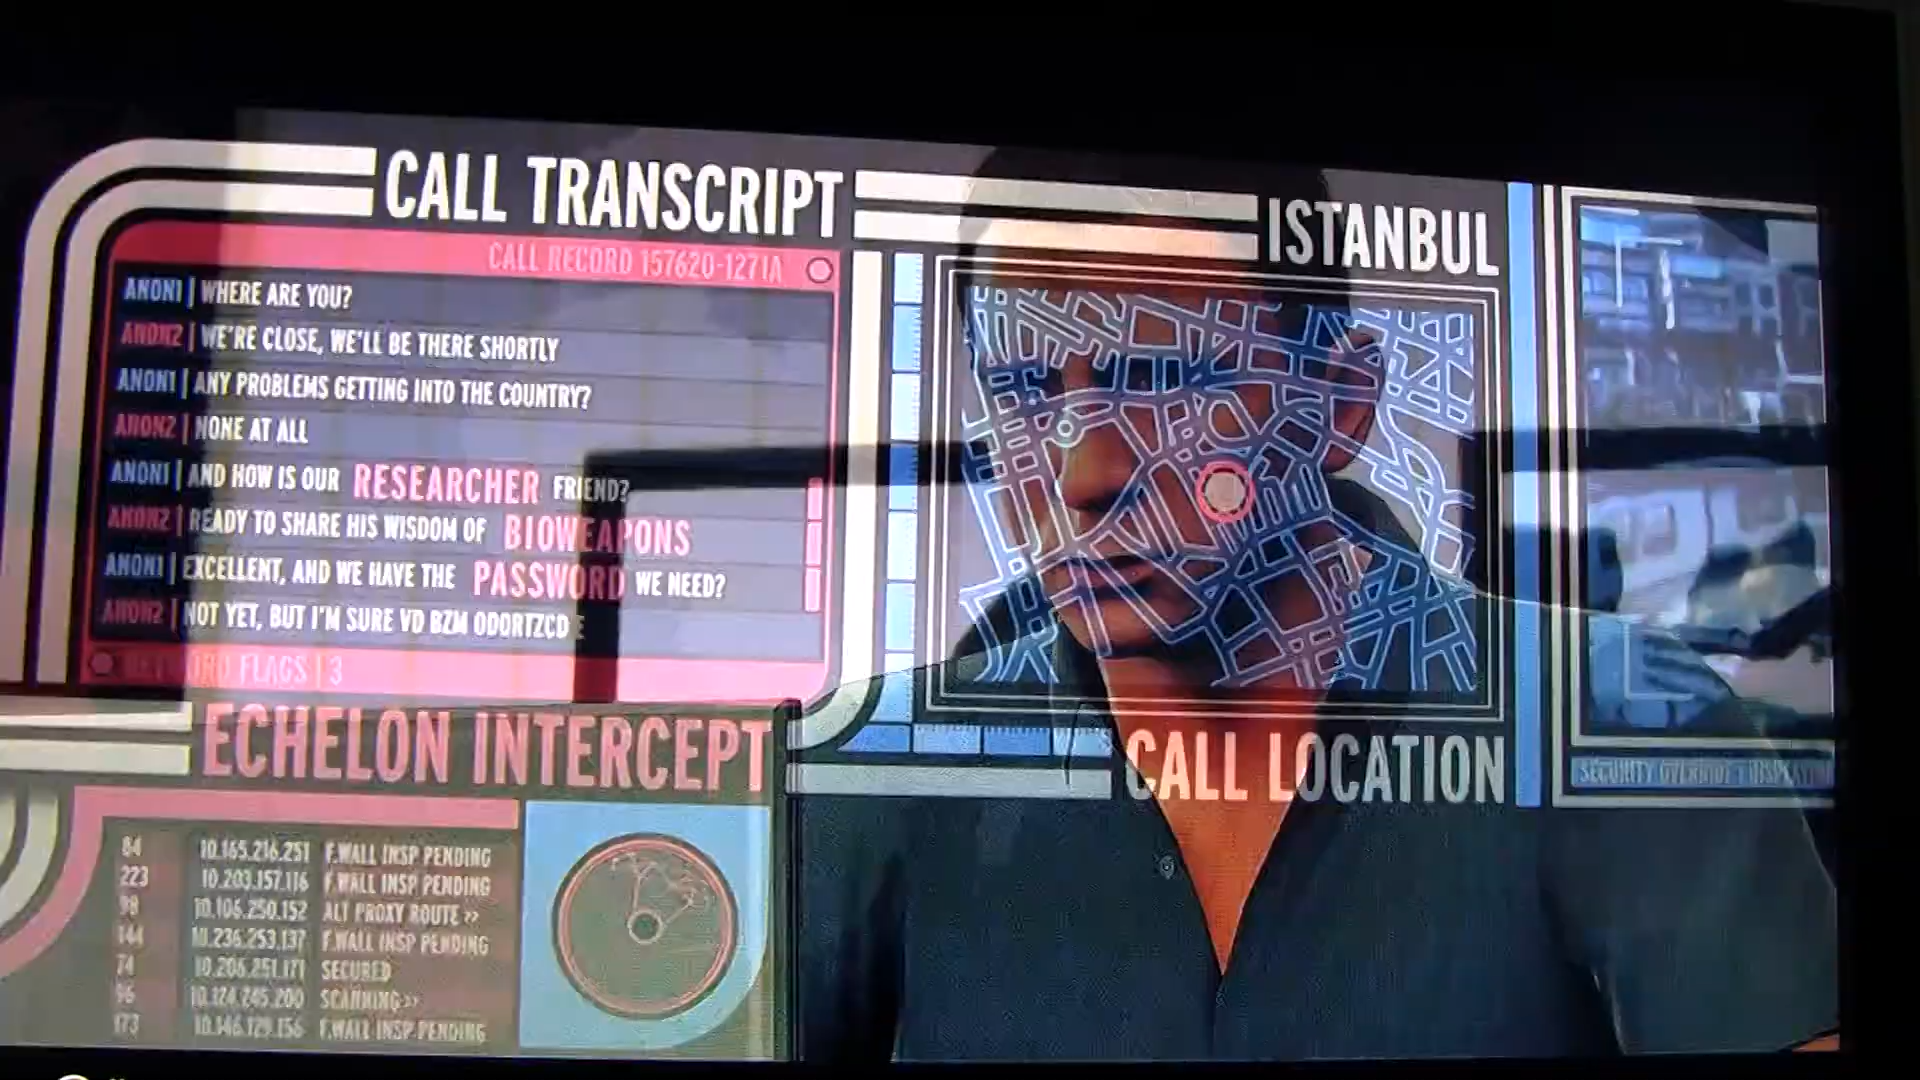 CALL TRANSCRIPT
CALL RECORD 157620-1271A
ANON1 | WHERE ARE YOU?
ANON2 | WE'RE CLOSE, WE'LL BE THERE SHORTLY
ANON1 | ANY PROBLEMS GETTING INTO THE COUNTRY?
ANON2 | NONE AT ALL
ANON1 | AND HOW IS OUR RESEARCHER FRIEND?
ANON2 | READY TO SHARE HIS WISDOM OF BIOWEAPONS
ANON1 | EXCELLENT, AND WE HAVE THE PASSWORD WE NEED?
ANON2 | NOT YET, BUT I'M SURE VD BZM ODORTZCD
FLAGS | 3
ECHELON INTERCEPT
84 10.165.216.251 F.WALL INSP PENDING
223 10.203.157.116 F.WALL INSP PENDING
98 10.106.250.152 ALT PROXY ROUTE >>
144 10.236.253.137 F.WALL INSP PENDING
74 10.206.251.171 SECURED
96 10.124.245.200 SCANNING>>
173 10.146.129.156 F.WALL INSP PENDING
ISTANBUL
CALL LOCATION
SECURITY OVERRIDE